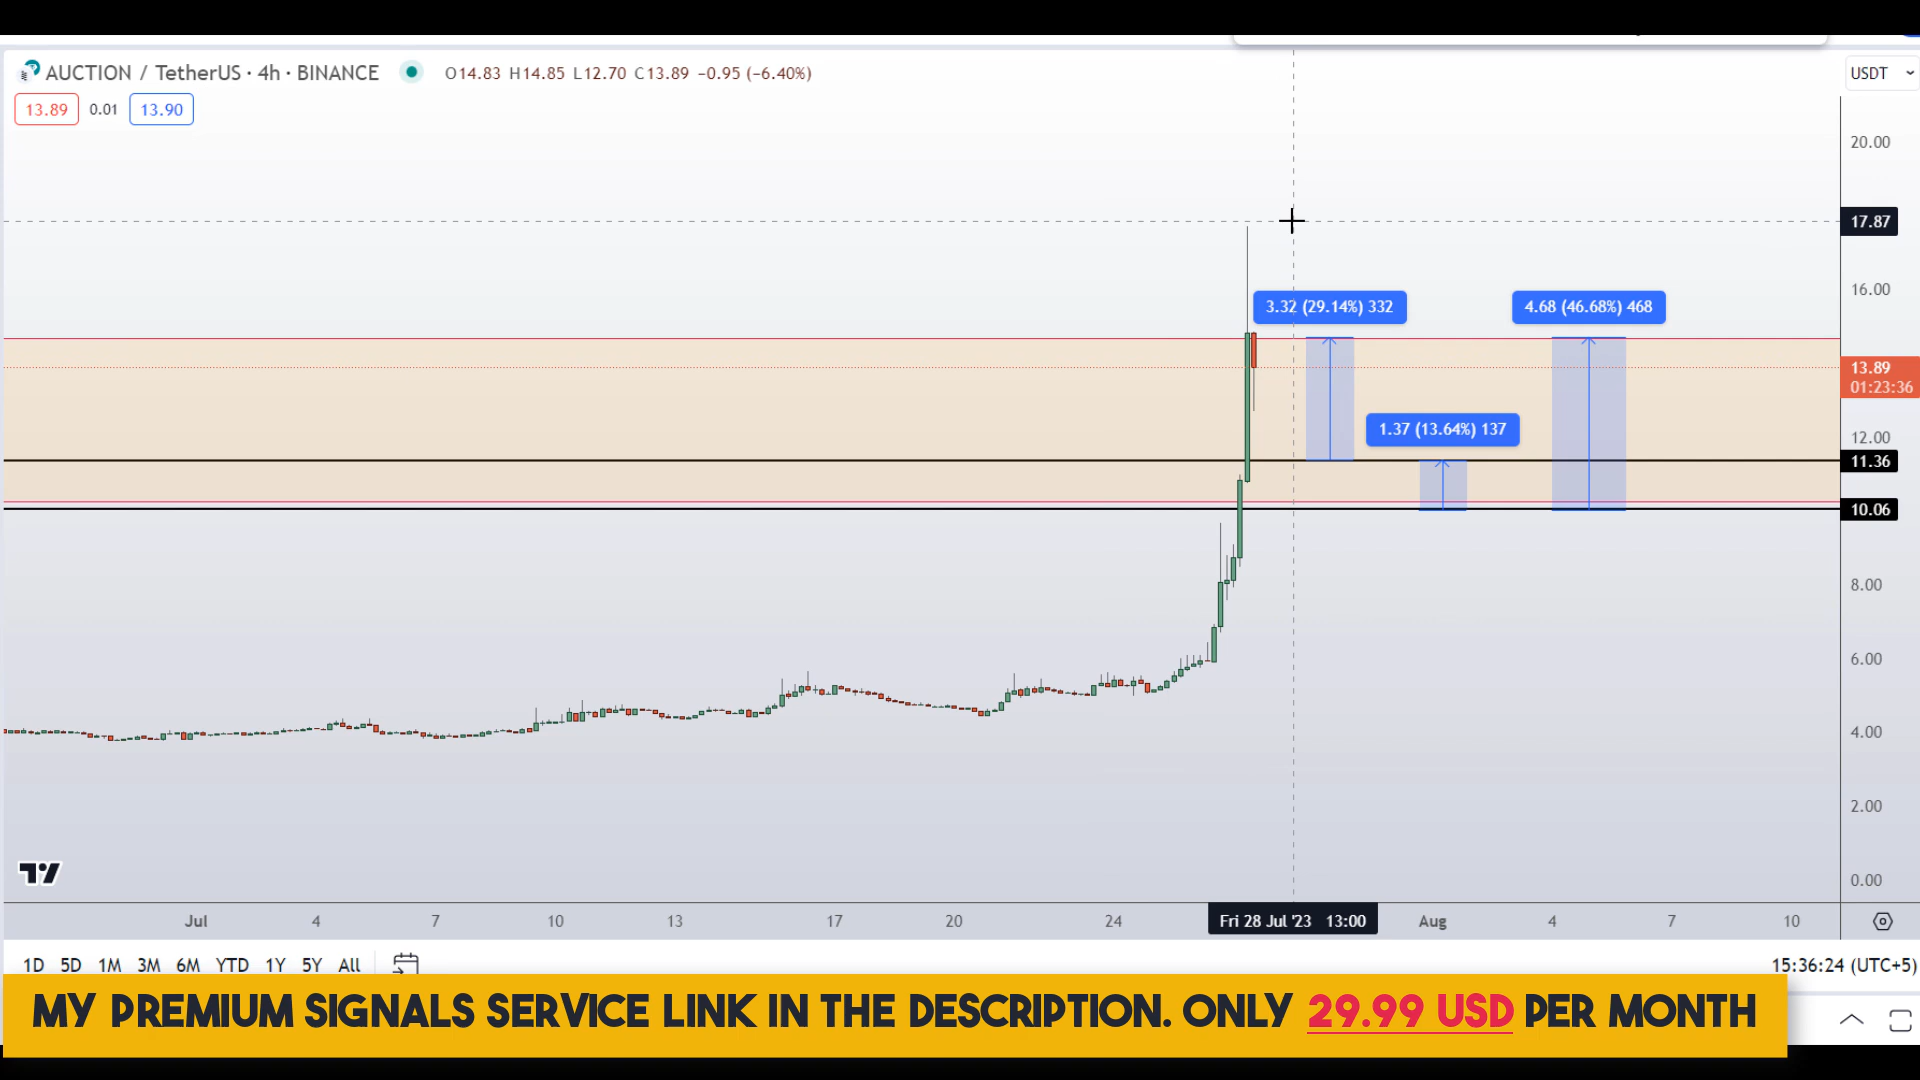 AUCTION / TetherUS · 4h · BINANCE O14.83 H14.85 L12.70 C13.89 −0.95 (−6.40%) USDT
13.89 0.01 13.90
20.00
17.87
16.00
3.32 (29.14%) 332 4.68 (46.68%) 468
13.89
01:23:36
1.37 (13.64%) 137
12.00
11.36
10.06
8.00
6.00
4.00
2.00
0.00
Jul 4 7 10 13 17 20 24 Fri 28 Jul '23 13:00 Aug 4 7 10
1D 5D 1M 3M 6M YTD 1Y 5Y All 15:36:24 (UTC+5)
MY PREMIUM SIGNALS SERVICE LINK IN THE DESCRIPTION. ONLY 29.99 USD PER MONTH